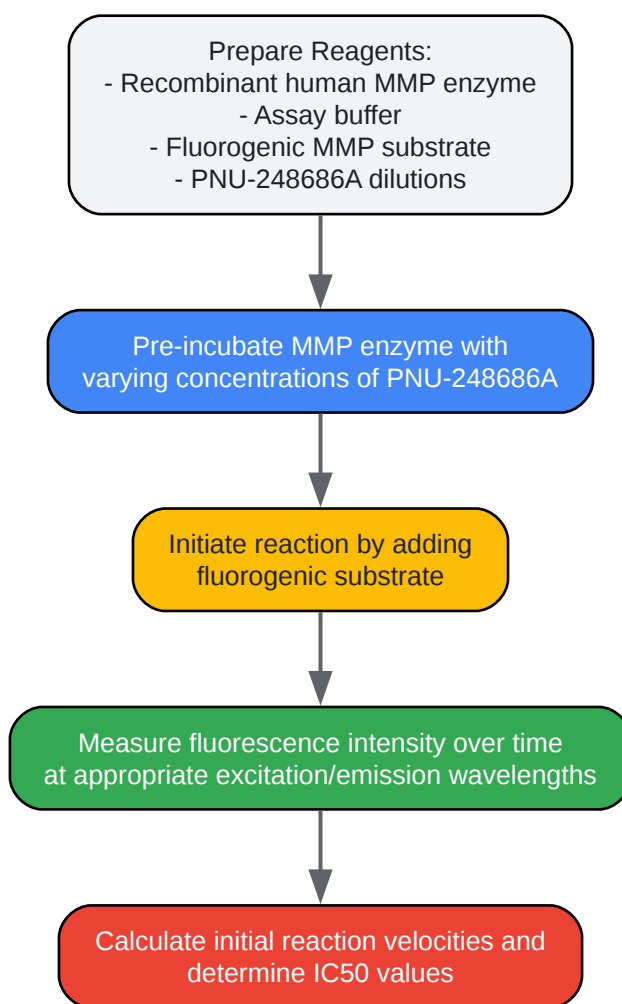 Prepare Reagents:
- Recombinant human MMP enzyme
- Assay buffer
- Fluorogenic MMP substrate
- PNU-248686A dilutions
Pre-incubate MMP enzyme with
varying concentrations of PNU-248686A
Initiate reaction by adding
fluorogenic substrate
Measure fluorescence intensity over time
at appropriate excitation/emission wavelengths
Calculate initial reaction velocities and
determine IC50 values